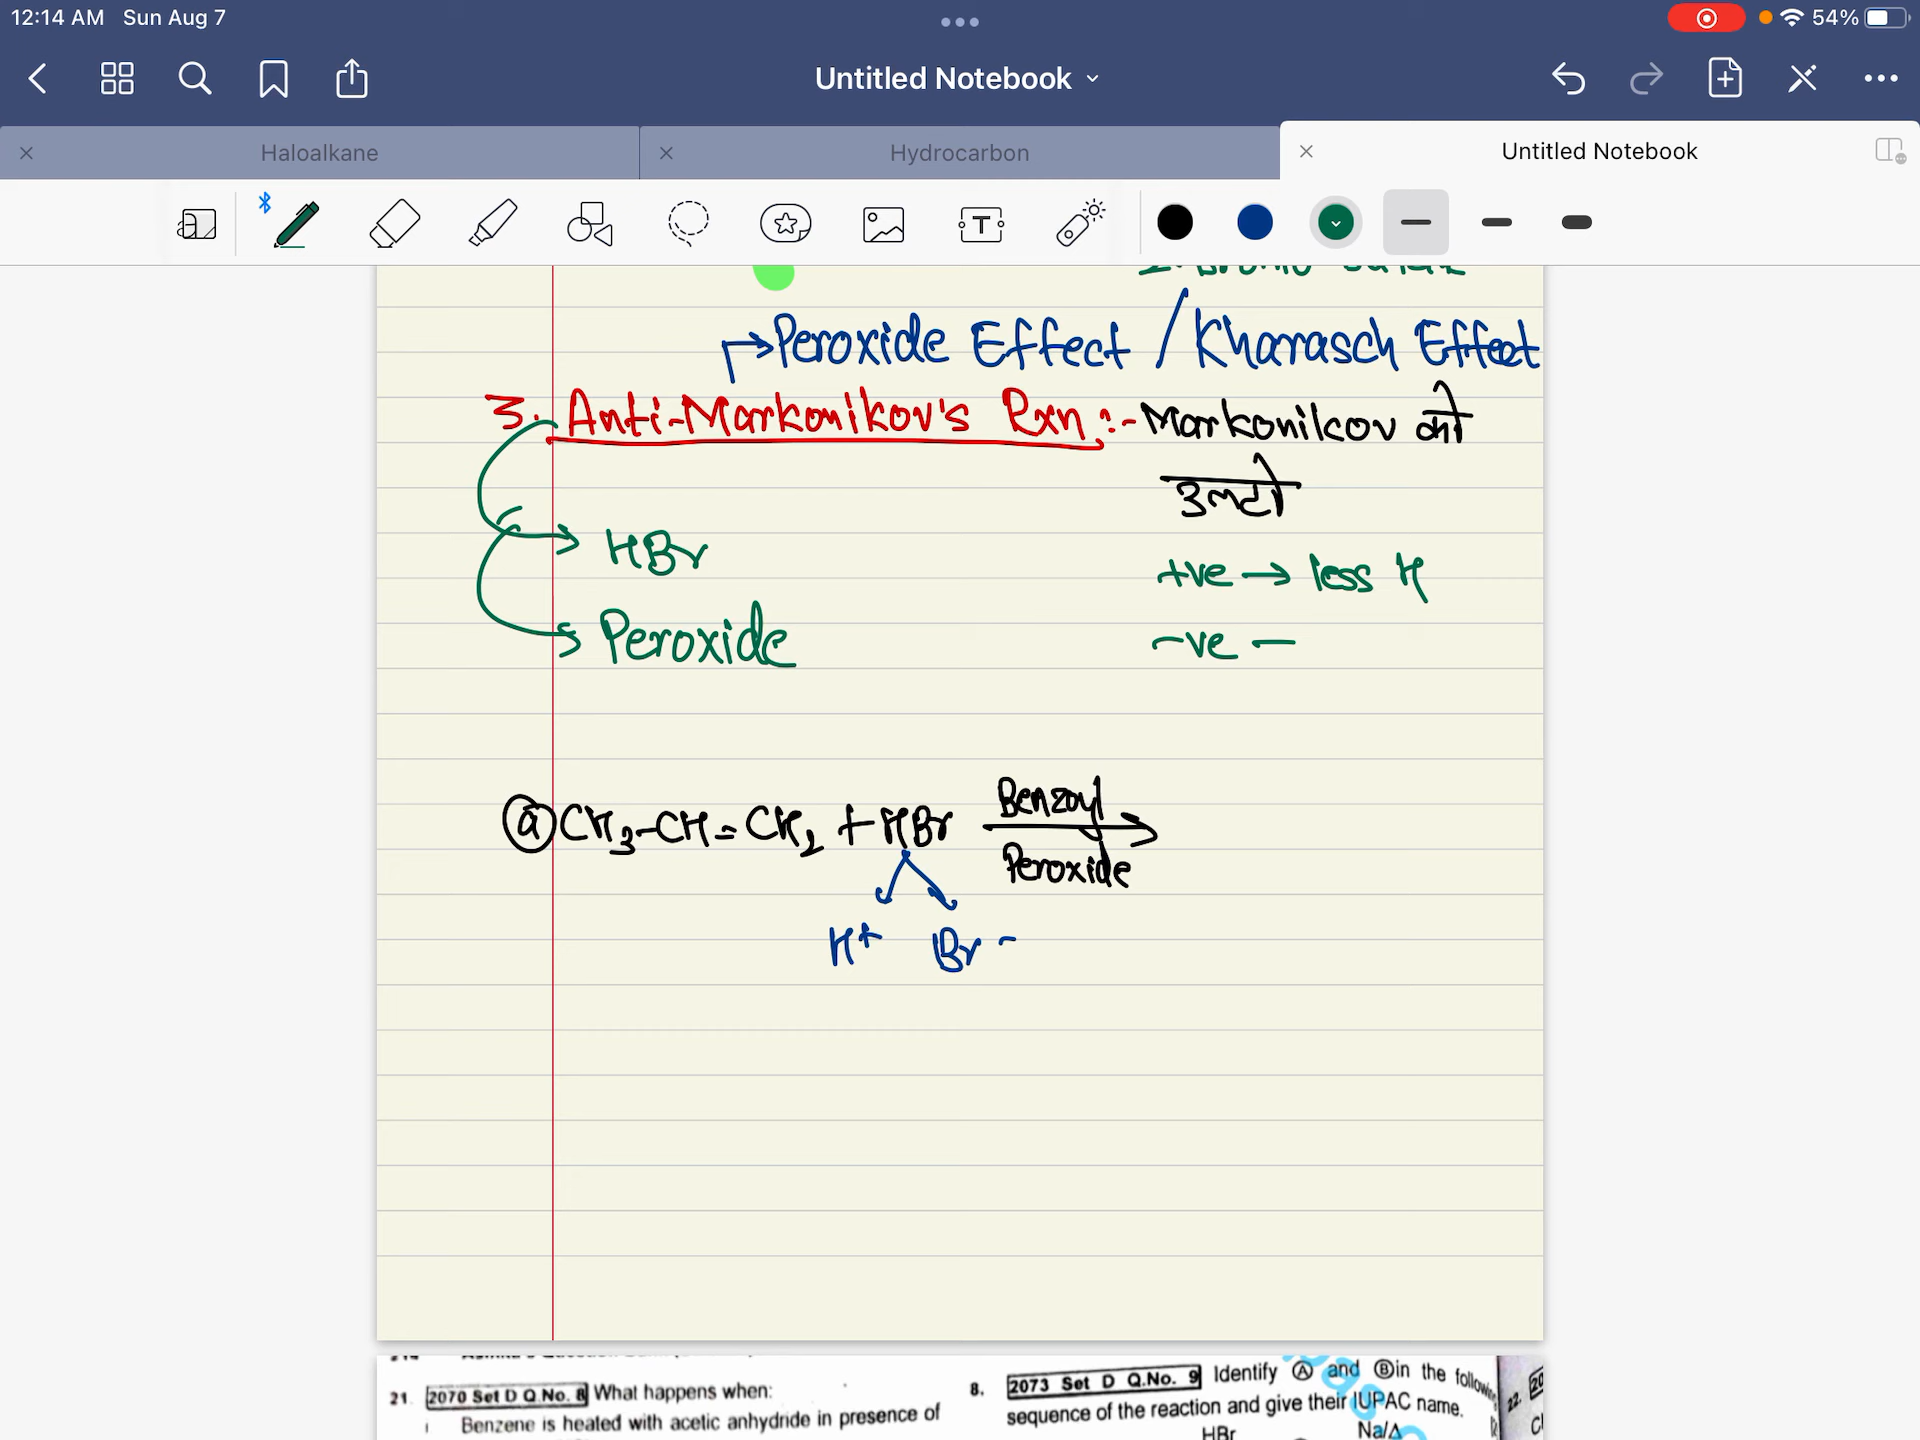 12:14 AM Sun Aug 7
54%
Untitled Notebook
Haloalkane
Hydrocarbon
Untitled Notebook
Peroxide Effect / Kharasch Effect
3. Anti-Markonikov's Rxn :- Markonikov को
उल्टो
HBr
+ve → less H
Peroxide
-ve —
(a) CH3-CH=CH2 + HBr Benzoyl Peroxide →
H+ Br-
21. 2070 Set D Q.No. 8 What happens when:
Benzene is heated with acetic anhydride in presence of
8. 2073 Set D Q.No. 9 Identify Ⓐ and Ⓑ in the
sequence of the reaction and give their IUPAC name.
HBr Na/Δ
22.